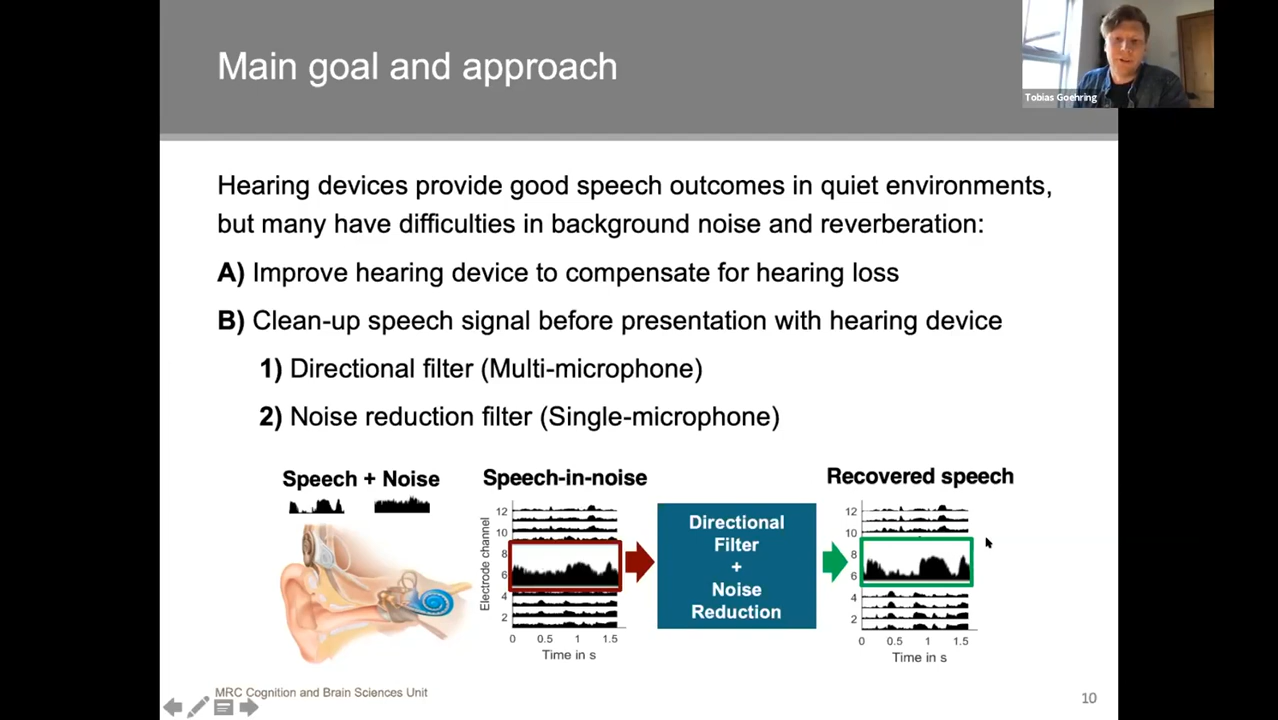 Main goal and approach
Tobias Goehring
Hearing devices provide good speech outcomes in quiet environments,
but many have difficulties in background noise and reverberation:
A) Improve hearing device to compensate for hearing loss
B) Clean-up speech signal before presentation with hearing device
1) Directional filter (Multi-microphone)
2) Noise reduction filter (Single-microphone)
Speech + Noise
Speech-in-noise
Electrode channel
12
10
8
6
4
2
0 0.5 1 1.5
Time in s
Directional
Filter
+
Noise
Reduction
Recovered speech
12
10
8
6
4
2
0 0.5 1 1.5
Time in s
MRC Cognition and Brain Sciences Unit
10